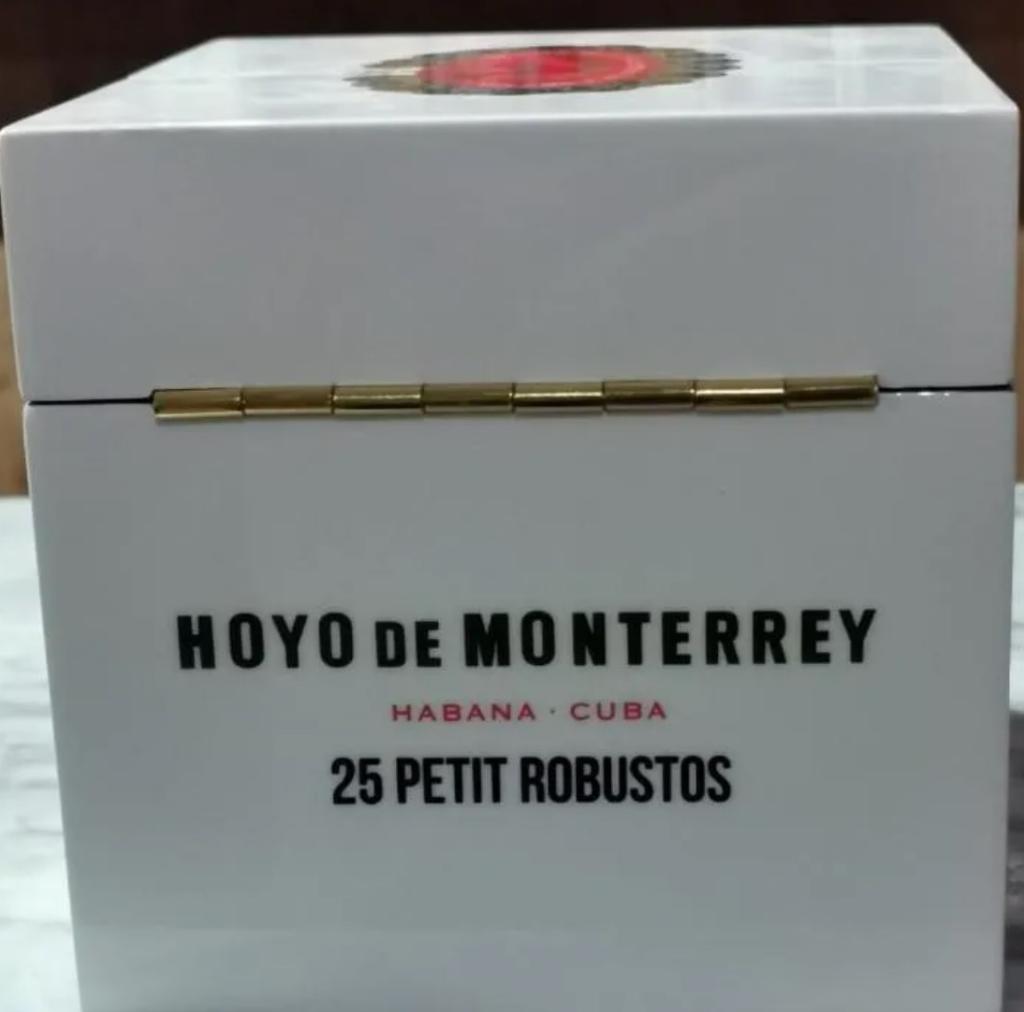 HOYO DE MONTERREY
HABANA · CUBA
25 PETIT ROBUSTOS